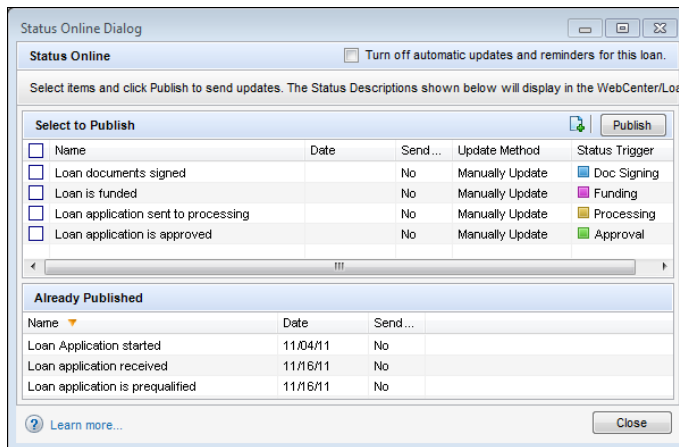 Status Online Dialog
Status Online Turn off automatic updates and reminders for this loan.
Select items and click Publish to send updates. The Status Descriptions shown below will display in the WebCenter/Loa
Select to Publish Publish
Name Date Send... Update Method Status Trigger
Loan documents signed No Manually Update Doc Signing
Loan is funded No Manually Update Funding
Loan application sent to processing No Manually Update Processing
Loan application is approved No Manually Update Approval
Already Published
Name Date Send...
Loan Application started 11/04/11 No
Loan application received 11/16/11 No
Loan application is prequalified 11/16/11 No
? Learn more... Close